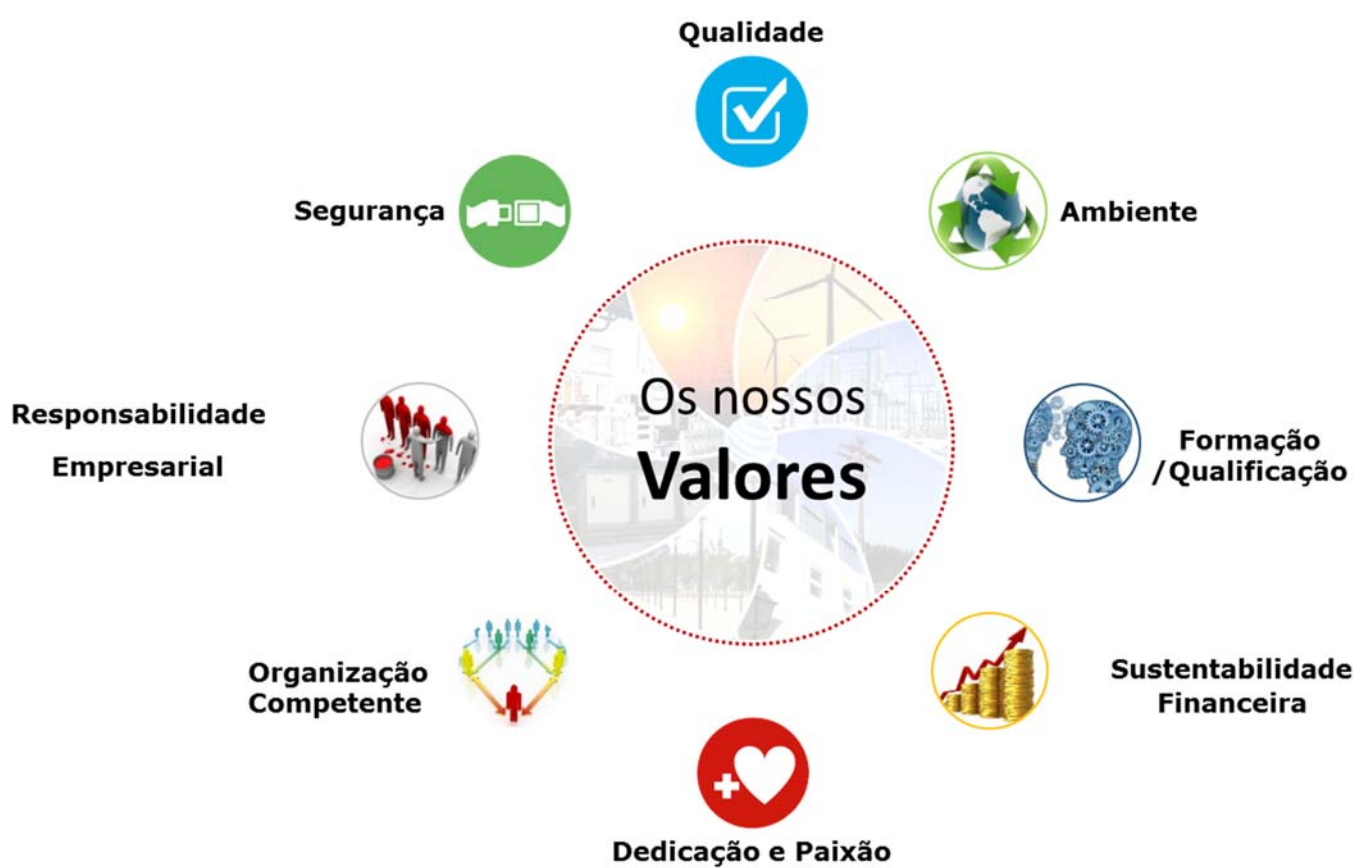 Qualidade
Segurança
Ambiente
Os nossos
Valores
Responsabilidade
Empresarial
Formação
/Qualificação
Organização
Competente
Sustentabilidade
Financeira
Dedicação e Paixão